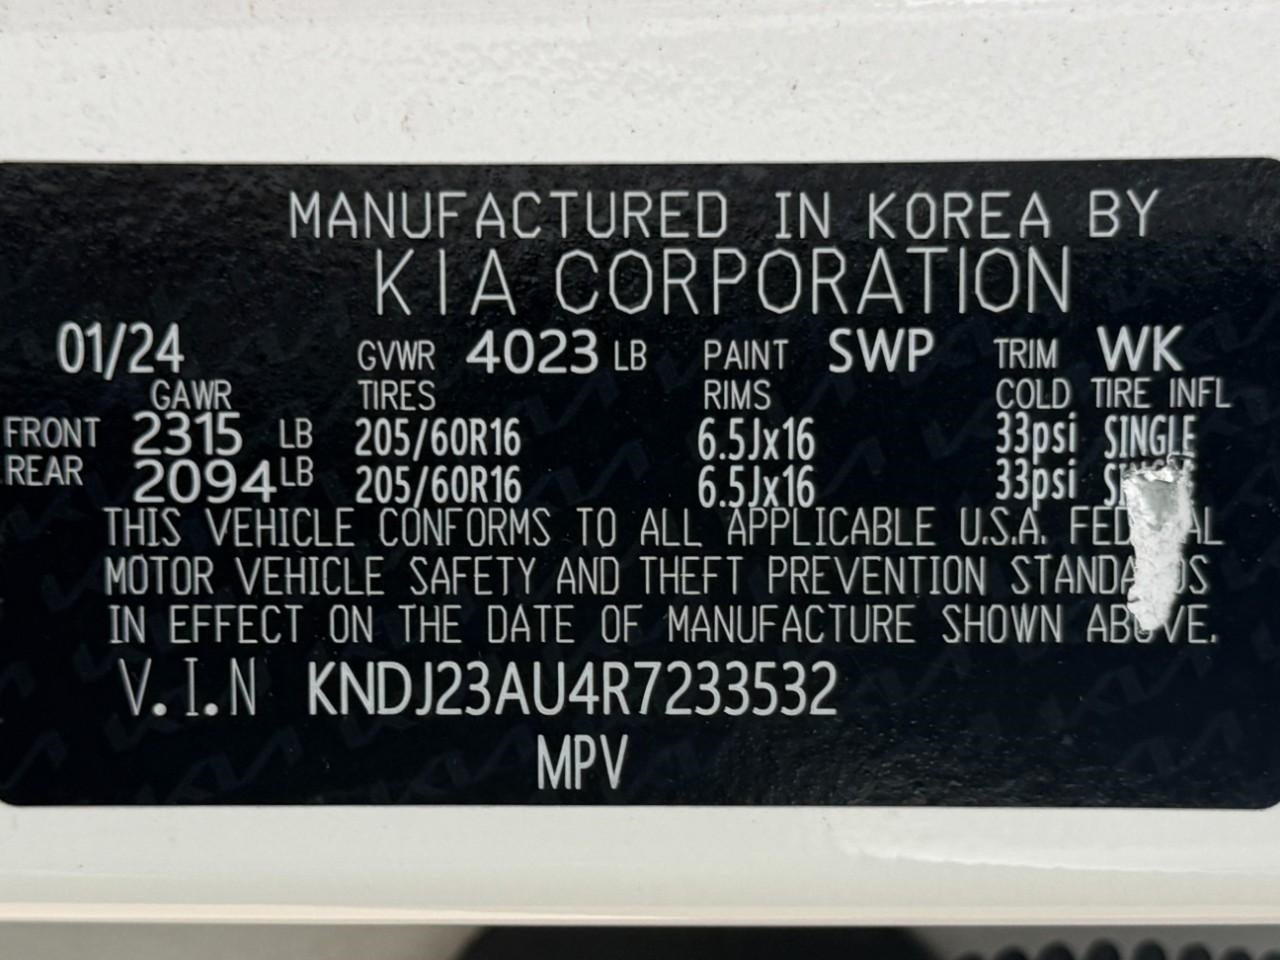 MANUFACTURED IN KOREA BY
KIA CORPORATION
01/24 GVWR 4023 LB PAINT SWP TRIM WK
GAWR TIRES RIMS COLD TIRE INFL
FRONT 2315 LB 205/60R16 6.5Jx16 33psi SINGLE
REAR 2094 LB 205/60R16 6.5Jx16 33psi
THIS VEHICLE CONFORMS TO ALL APPLICABLE U.S.A. FEDERAL
MOTOR VEHICLE SAFETY AND THEFT PREVENTION STANDARDS
IN EFFECT ON THE DATE OF MANUFACTURE SHOWN ABOVE.
V.I.N KNDJ23AU4R7233532
MPV